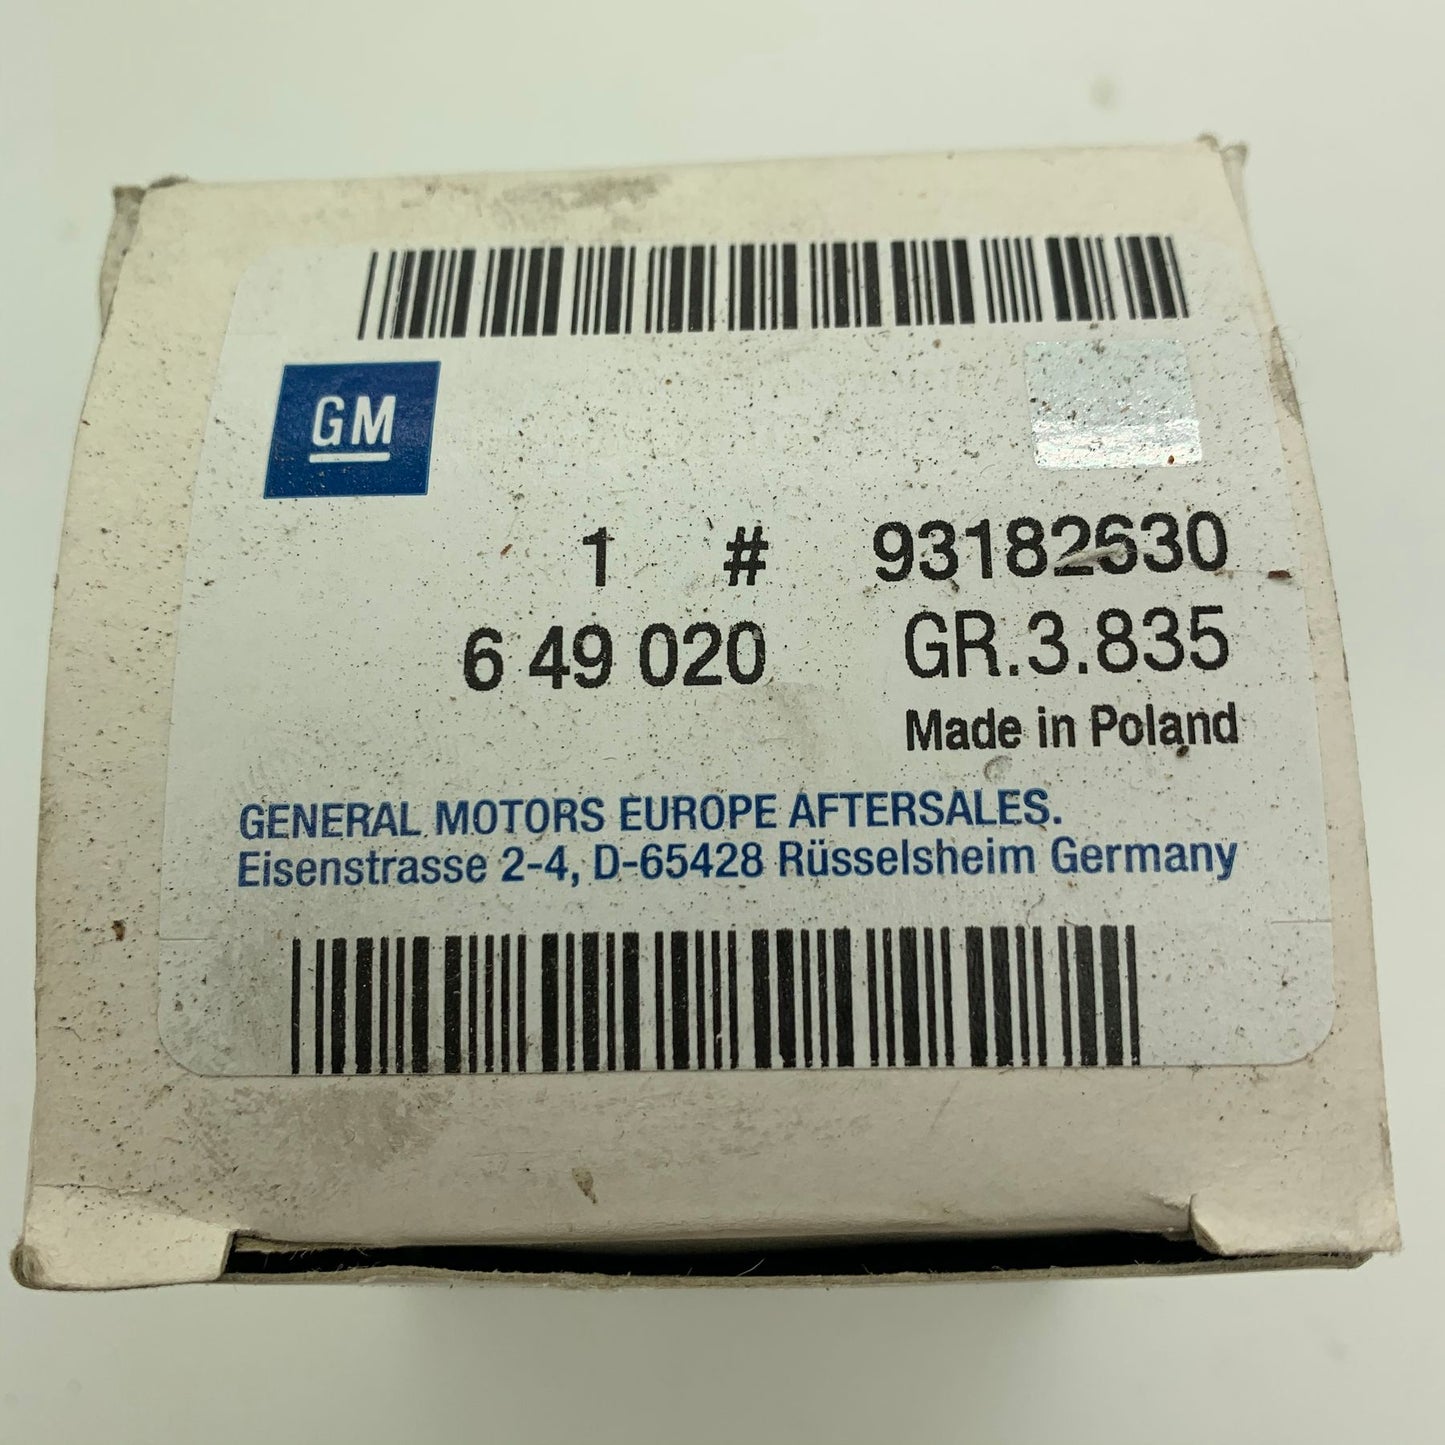 GM
1 # 93182630
6 49 020 GR.3.835
Made in Poland
GENERAL MOTORS EUROPE AFTERSALES.
Eisenstrasse 2-4, D-65428 Rüsselsheim Germany